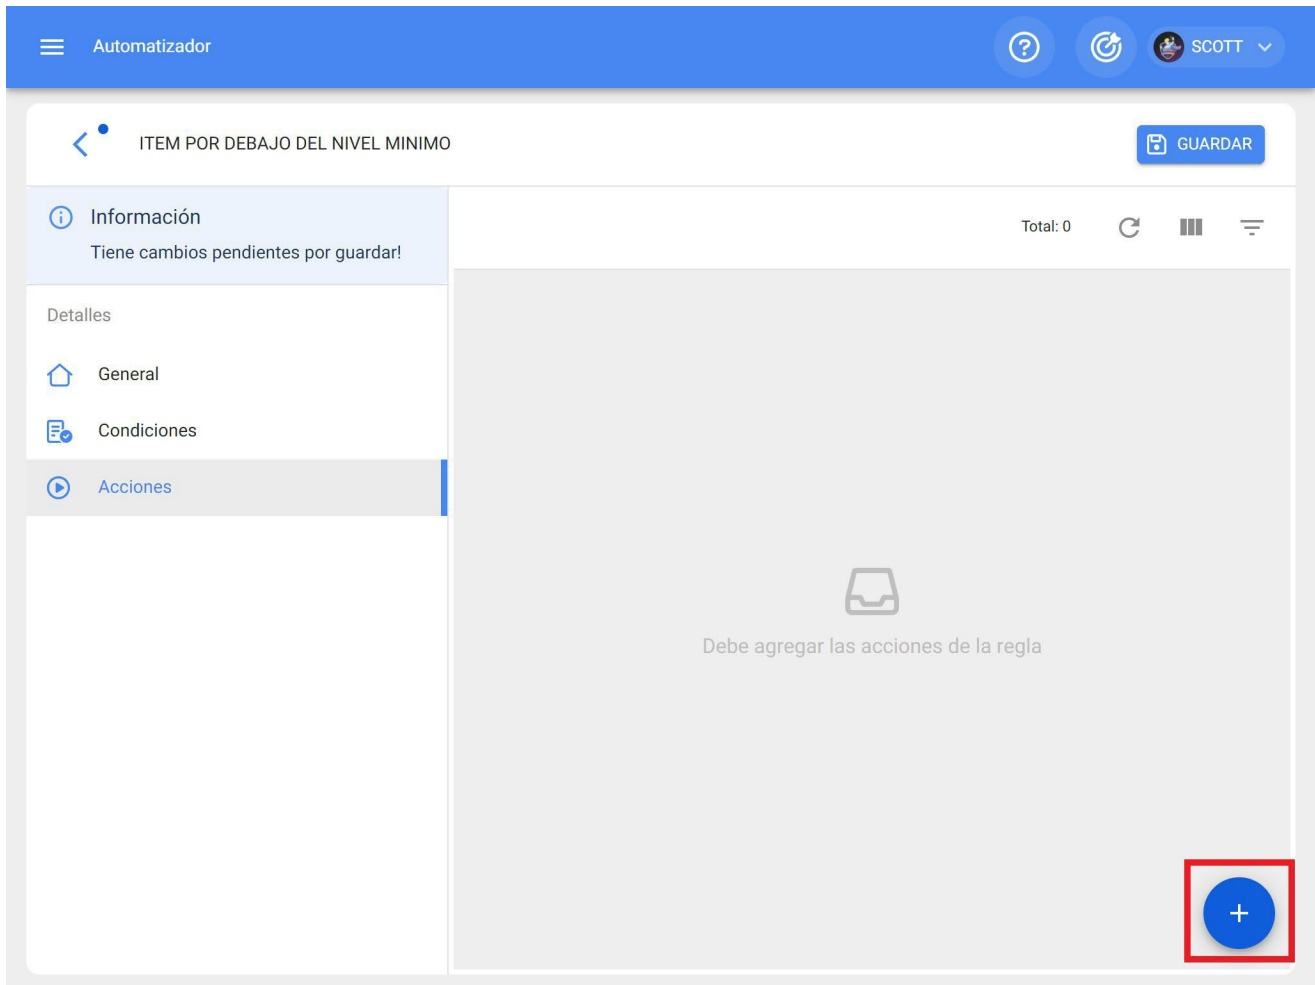 Automatizador
SCOTT
ITEM POR DEBAJO DEL NIVEL MINIMO
GUARDAR
Información
Tiene cambios pendientes por guardar!
Total: 0
Detalles
General
Condiciones
Acciones
Debe agregar las acciones de la regla